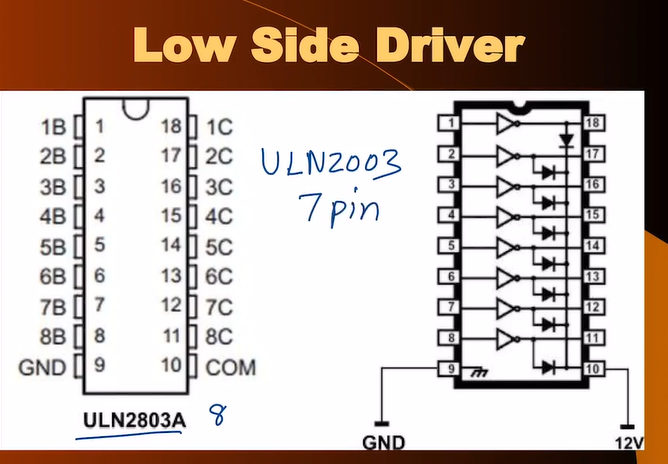 Low Side Driver
1B 1 18 1C
2B 2 17 2C
3B 3 16 3C
4B 4 15 4C
5B 5 14 5C
6B 6 13 6C
7B 7 12 7C
8B 8 11 8C
GND 9 10 COM
ULN2803A 8
ULN2003
7 pin
1 18
2 17
3 16
4 15
5 14
6 13
7 12
8 11
9 10
GND 12V